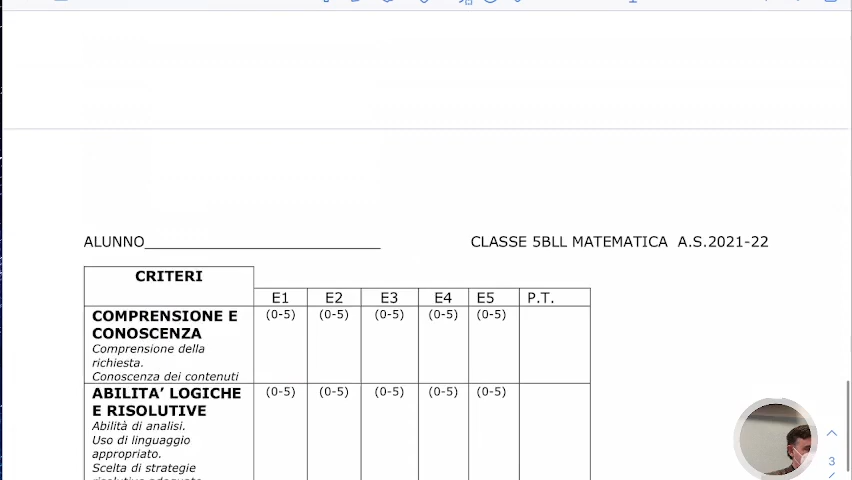 ALUNNO____________________________ CLASSE 5BLL MATEMATICA A.S.2021-22
CRITERI
E1 E2 E3 E4 E5 P.T.
COMPRENSIONE E (0-5) (0-5) (0-5) (0-5) (0-5)
CONOSCENZA
Comprensione della
richiesta.
Conoscenza dei contenuti
ABILITA’ LOGICHE (0-5) (0-5) (0-5) (0-5) (0-5)
E RISOLUTIVE
Abilità di analisi.
Uso di linguaggio
appropriato.
Scelta di strategie
3